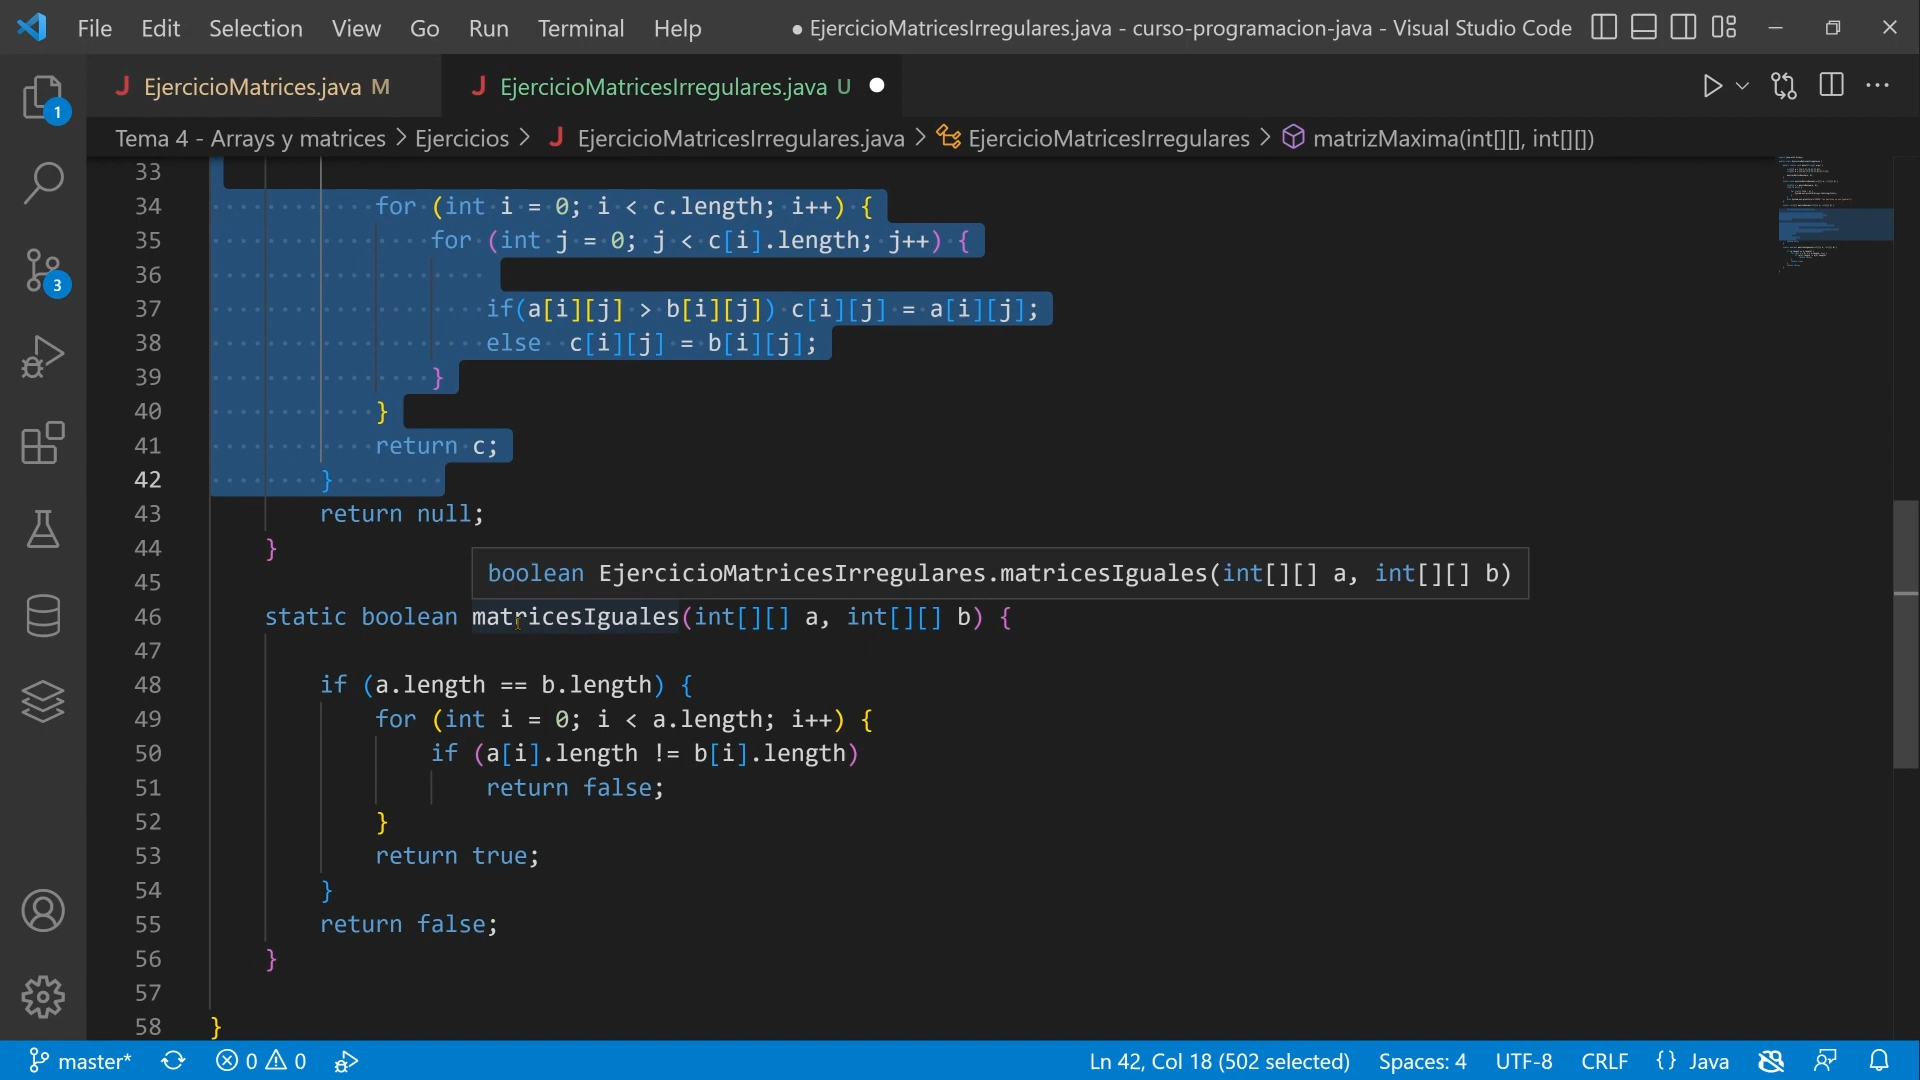 File Edit Selection View Go Run Terminal Help ● EjercicioMatricesIrregulares.java - curso-programacion-java - Visual Studio Code
J EjercicioMatrices.java M J EjercicioMatricesIrregulares.java U
1
Tema 4 - Arrays y matrices > Ejercicios > J EjercicioMatricesIrregulares.java > EjercicioMatricesIrregulares > matrizMaxima(int[][], int[][])
33
34 for (int i = 0; i < c.length; i++) {
35 for (int j = 0; j < c[i].length; j++) {
36
3
37 if(a[i][j] > b[i][j]) c[i][j] = a[i][j];
38 else c[i][j] = b[i][j];
39 }
40 }
41 return c;
42 }
43 return null;
44 }
boolean EjercicioMatricesIrregulares.matricesIguales(int[][] a, int[][] b)
45
46 static boolean matricesIguales(int[][] a, int[][] b) {
47
48 if (a.length == b.length) {
49 for (int i = 0; i < a.length; i++) {
50 if (a[i].length != b[i].length)
51 return false;
52 }
53 return true;
54 }
55 return false;
56 }
57
58 }
master* 0 0 Ln 42, Col 18 (502 selected) Spaces: 4 UTF-8 CRLF {} Java